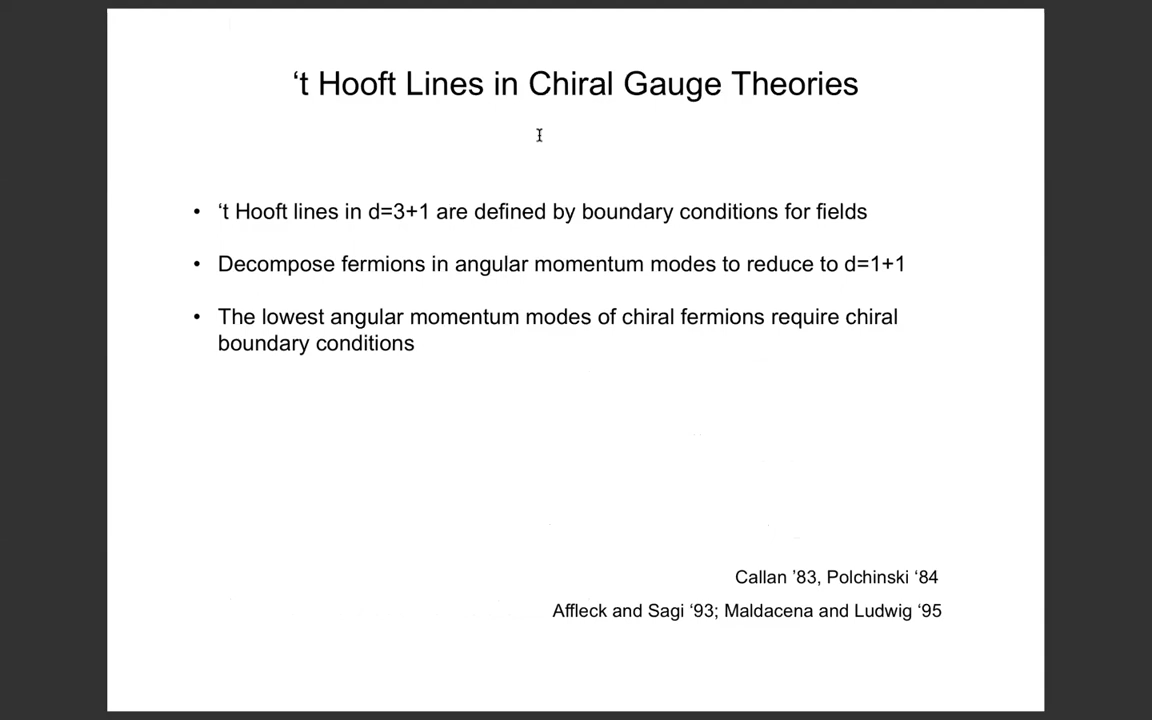 ‘t Hooft Lines in Chiral Gauge Theories
• ‘t Hooft lines in d=3+1 are defined by boundary conditions for fields
• Decompose fermions in angular momentum modes to reduce to d=1+1
• The lowest angular momentum modes of chiral fermions require chiral
boundary conditions
Callan ’83, Polchinski ‘84
Affleck and Sagi ‘93; Maldacena and Ludwig ‘95